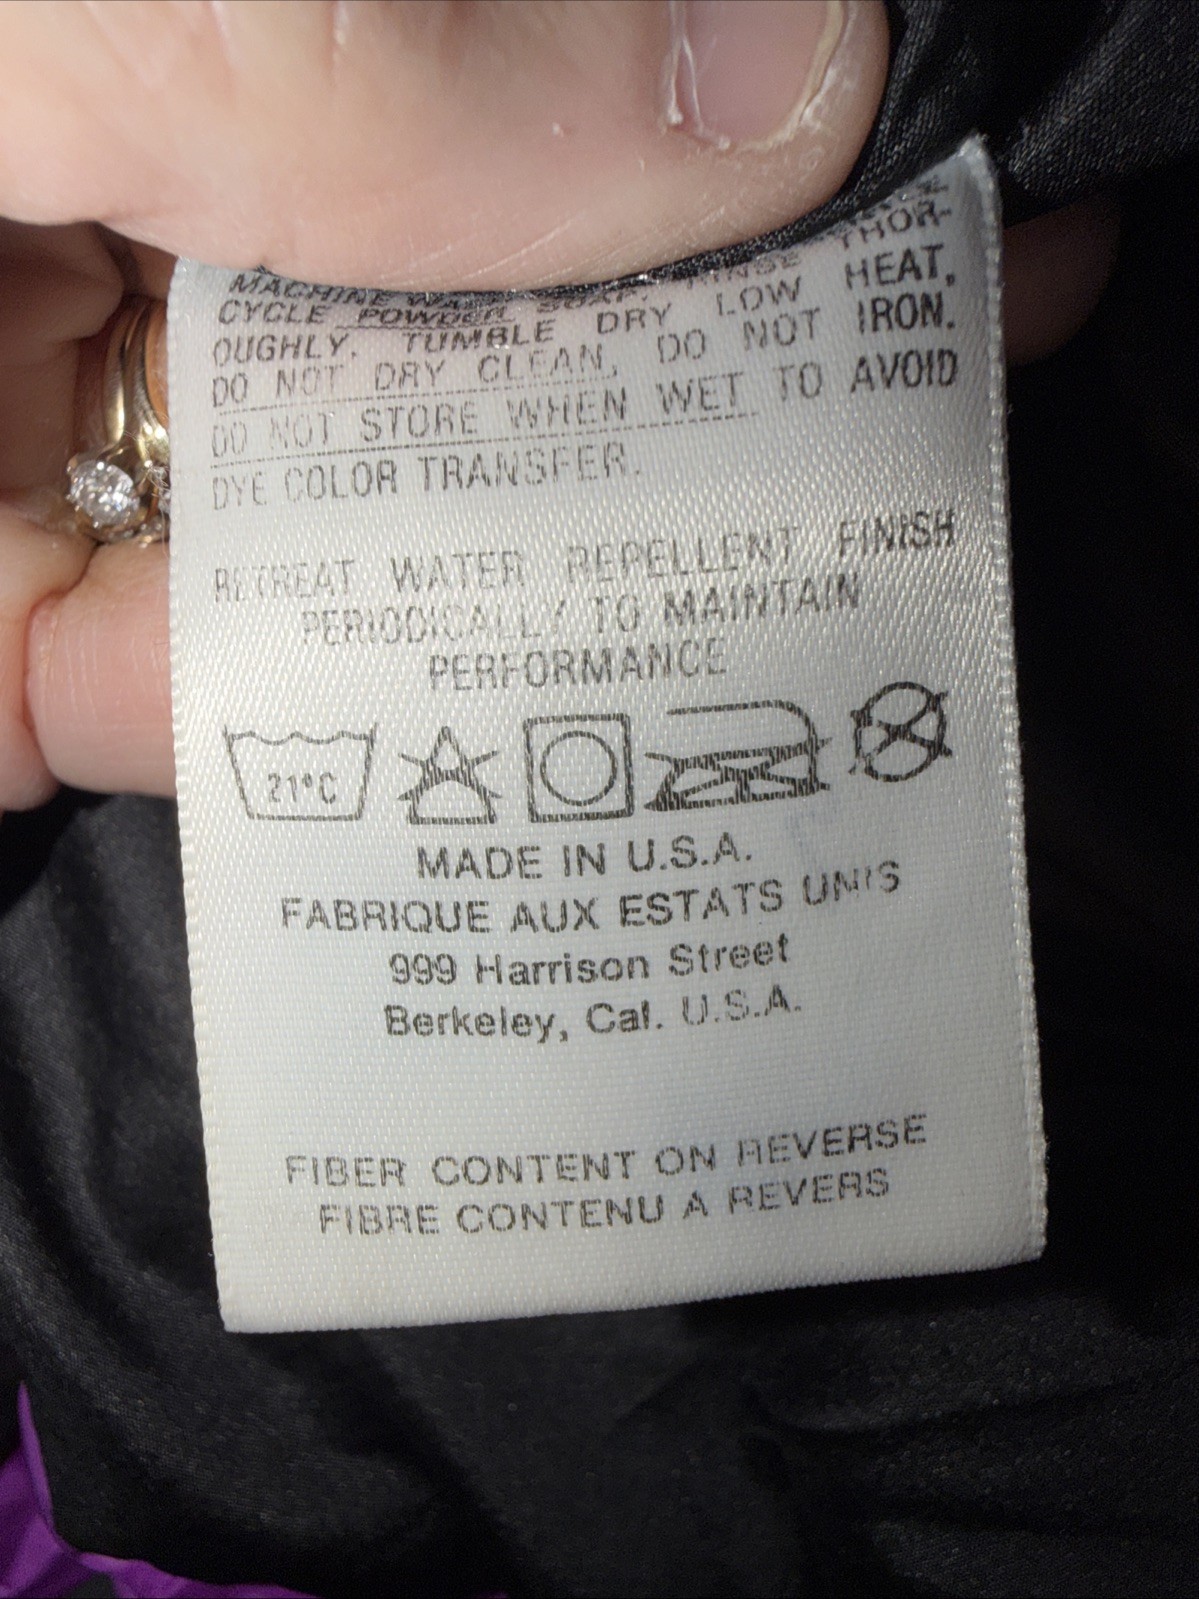 THOR-
MACHINE WASH RINSE
CYCLE POWDER SOAP.
OUGHLY. TUMBLE DRY LOW HEAT,
DO NOT DRY CLEAN, DO NOT IRON.
DO NOT STORE WHEN WET TO AVOID
DYE COLOR TRANSFER.
RETREAT WATER REPELLENT FINISH
PERIODICALLY TO MAINTAIN
PERFORMANCE
21°C
MADE IN U.S.A.
FABRIQUE AUX ESTATS UNIS
999 Harrison Street
Berkeley, Cal. U.S.A.
FIBER CONTENT ON REVERSE
FIBRE CONTENU A REVERS